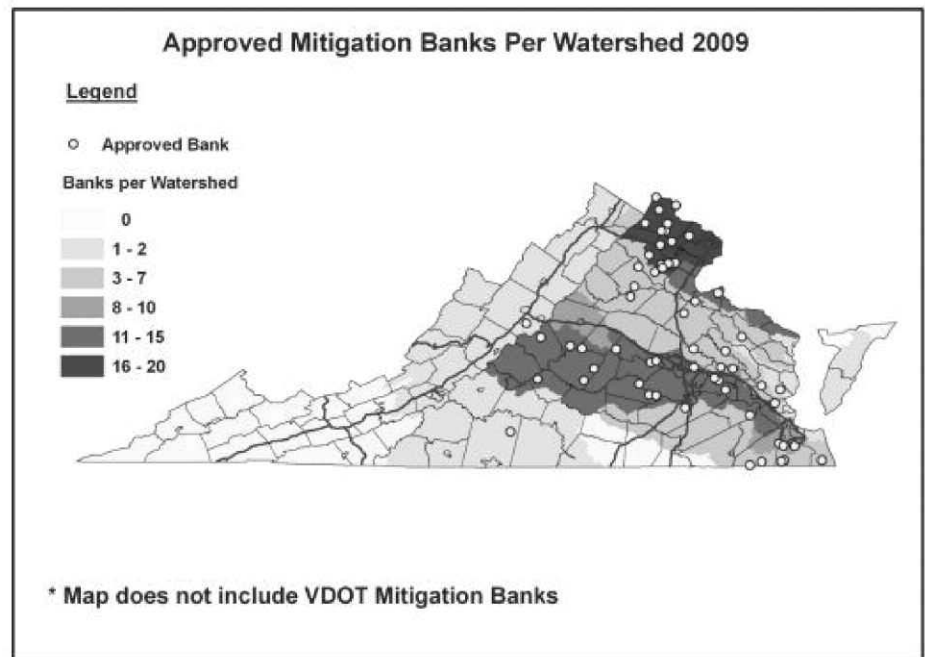 Approved Mitigation Banks Per Watershed 2009
Legend
Approved Bank
Banks per Watershed
0
1 - 2
3 - 7
8 - 10
11 - 15
16 - 20
* Map does not include VDOT Mitigation Banks